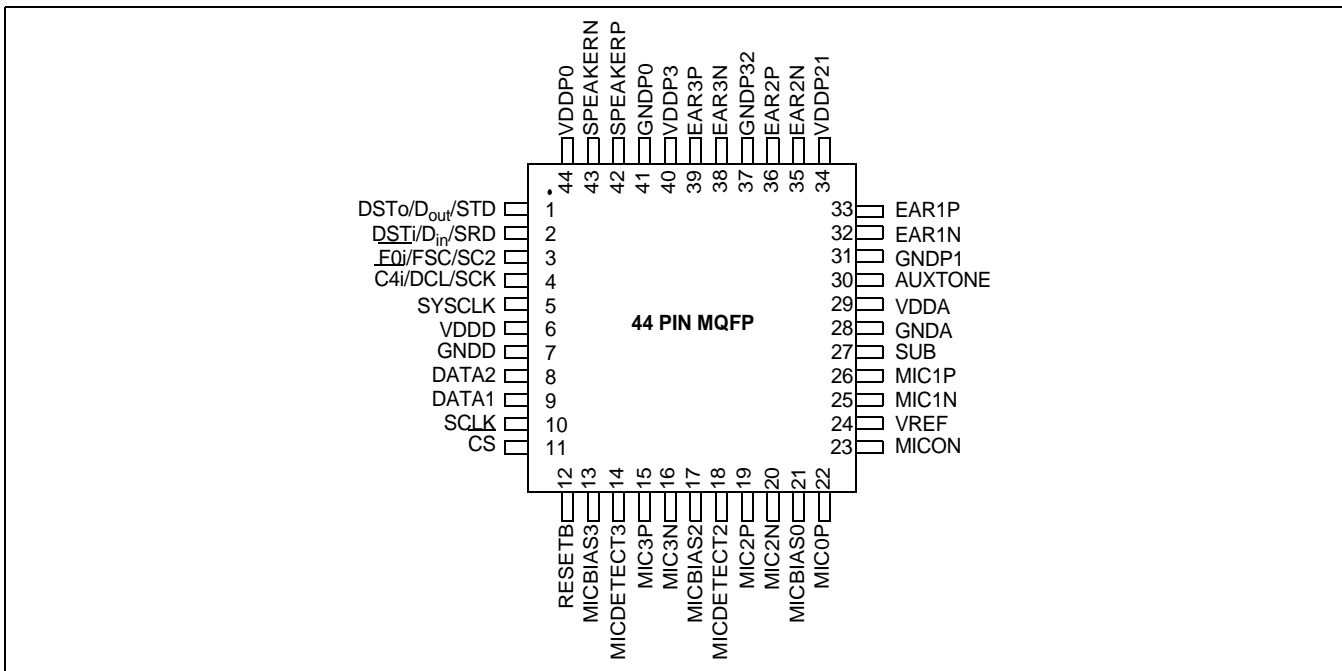 VDDP0
SPEAKERN
SPEAKERP
GNDP0
VDDP3
EAR3P
EAR3N
GNDP32
EAR2P
EAR2N
VDDP21
44
43
42
41
40
39
38
37
36
35
34
DSTo/Dout/STD 1
DSTi/Din/SRD 2
F0i/FSC/SC2 3
C4i/DCL/SCK 4
SYSCLK 5
VDDD 6
GNDD 7
DATA2 8
DATA1 9
SCLK 10
CS 11
44 PIN MQFP
33 EAR1P
32 EAR1N
31 GNDP1
30 AUXTONE
29 VDDA
28 GNDA
27 SUB
26 MIC1P
25 MIC1N
24 VREF
23 MICON
12
13
14
15
16
17
18
19
20
21
22
RESETB
MICBIAS3
MICDETECT3
MIC3P
MIC3N
MICBIAS2
MICDETECT2
MIC2P
MIC2N
MICBIAS0
MIC0P